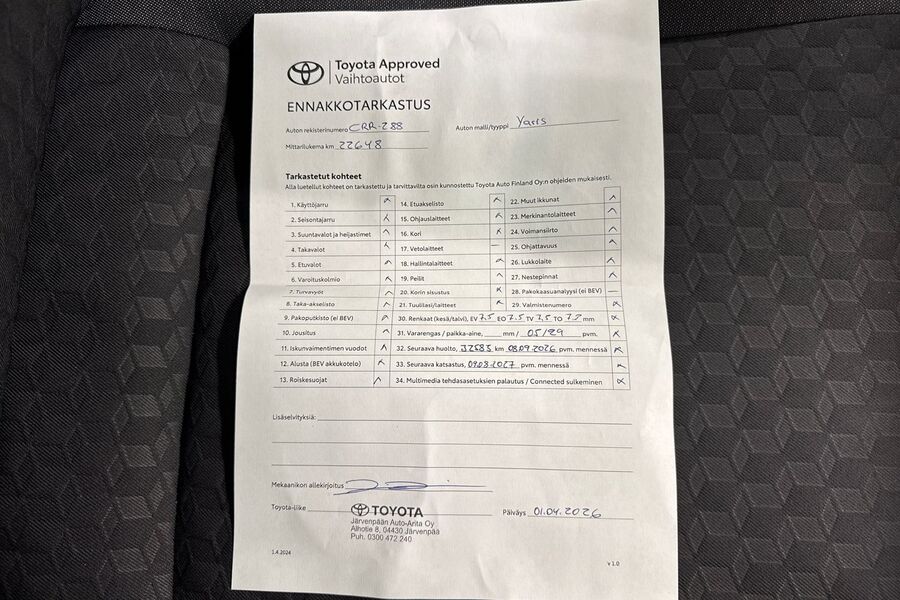 Toyota Approved
Vaihtoautot
ENNAKKOTARKASTUS
Auton rekisterinumero CRR-288 Auton malli/tyyppi Yaris
Mittarilukema km 22648
Tarkastetut kohteet
Alla luetellut kohteet on tarkastettu ja tarvittavilta osin kunnostettu Toyota Auto Finland Oy:n ohjeiden mukaisesti.
1. Käyttöjarru
2. Seisontajarru
3. Suuntavalot ja heijastimet
4. Takavalot
5. Etuvalot
6. Varoituskolmio
7. Turvavyöt
8. Taka-akselisto
9. Pakoputkisto (ei BEV)
10. Jousitus
11. Iskunvaimentimen vuodot
12. Alusta (BEV akkukotelo)
13. Roiskesuojat
14. Etuakselisto
15. Ohjauslaitteet
16. Kori
17. Vetolaitteet —
18. Hallintalaitteet
19. Peilit
20. Korin sisustus
21. Tuulilasi/laitteet
22. Muut ikkunat
23. Merkinantolaitteet
24. Voimansiirto
25. Ohjattavuus
26. Lukkolaite
27. Nestepinnat
28. Pakokaasuanalyysi (ei BEV) —
29. Valmistenumero
30. Renkaat (kesä/talvi), EV 7.5 EO 7.5 TV 7.5 TO mm
31. Vararengas / paikka-aine, mm / 05/29 pvm.
32. Seuraava huolto, 32585 km 08.09.2026 pvm. mennessä
33. Seuraava katsastus, pvm. mennessä
34. Multimedia tehdasasetuksien palautus / Connected sulkeminen
Lisäselvityksiä:
Mekaanikon allekirjoitus
Toyota-liike TOYOTA Päiväys 01.04.2026
Järvenpään Auto-Arita Oy
Alhotie 8, 04430 Järvenpää
Puh. 0300 472 240
1.4.2024 v 1.0